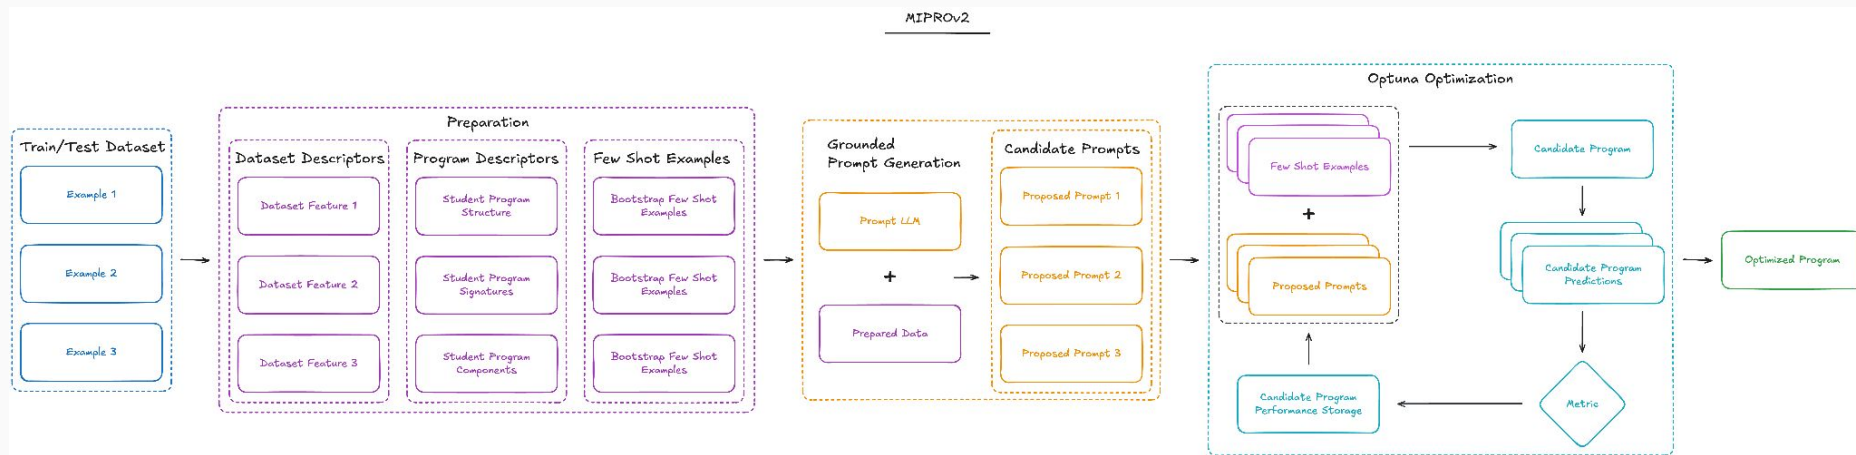 MIPROv2
Train/Test Dataset
Example 1
Example 2
Example 3
Preparation
Dataset Descriptors
Dataset Feature 1
Dataset Feature 2
Dataset Feature 3
Program Descriptors
Student Program
Structure
Student Program
Signatures
Student Program
Components
Few Shot Examples
Bootstrap Few Shot
Examples
Bootstrap Few Shot
Examples
Bootstrap Few Shot
Examples
Grounded
Prompt Generation
Prompt LLM
+
Prepared Data
Candidate Prompts
Proposed Prompt 1
Proposed Prompt 2
Proposed Prompt 3
Optuna Optimization
Few Shot Examples
+
Proposed Prompts
Candidate Program
Candidate Program
Predictions
Metric
Candidate Program
Performance Storage
Optimized Program